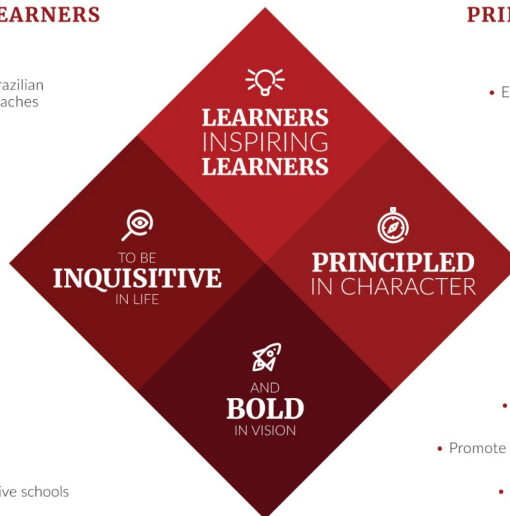 EARNERS
PRIN
razilian
aches
• E
LEARNERS
INSPIRING
LEARNERS
TO BE
INQUISITIVE
IN LIFE
PRINCIPLED
IN CHARACTER
AND
BOLD
IN VISION
•
• Promote
ive schools
•